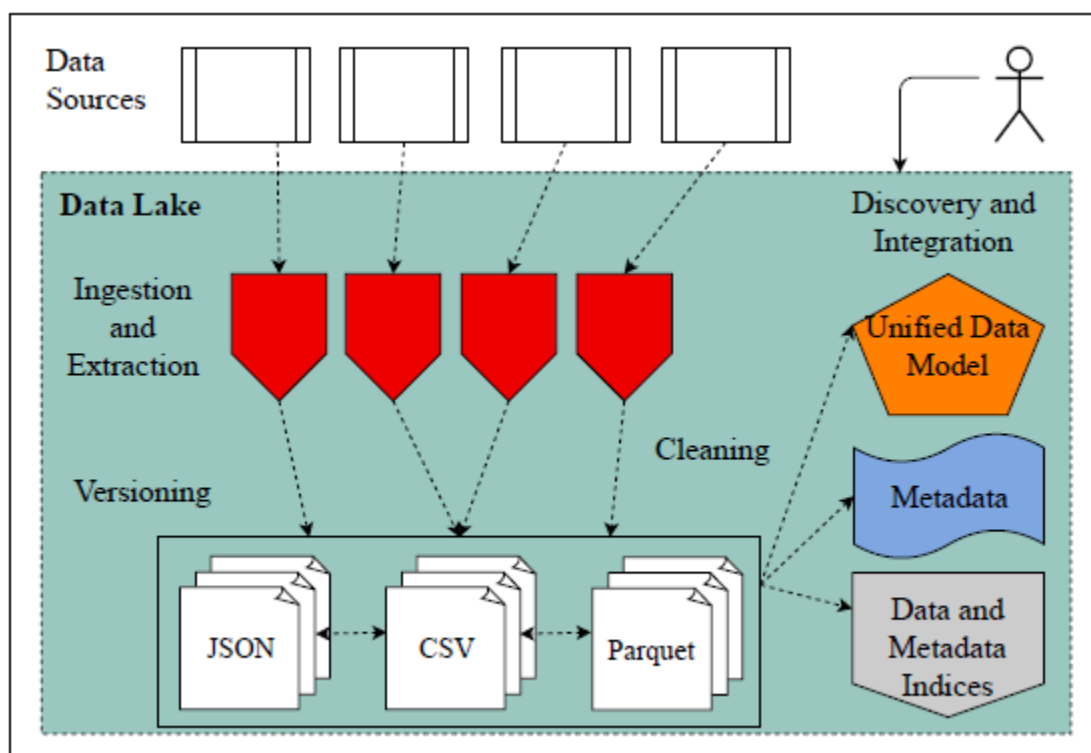 Data
Sources
Data Lake
Discovery and
Integration
Ingestion
and
Extraction
Unified Data
Model
Cleaning
Versioning
Metadata
JSON
CSV
Parquet
Data and
Metadata
Indices